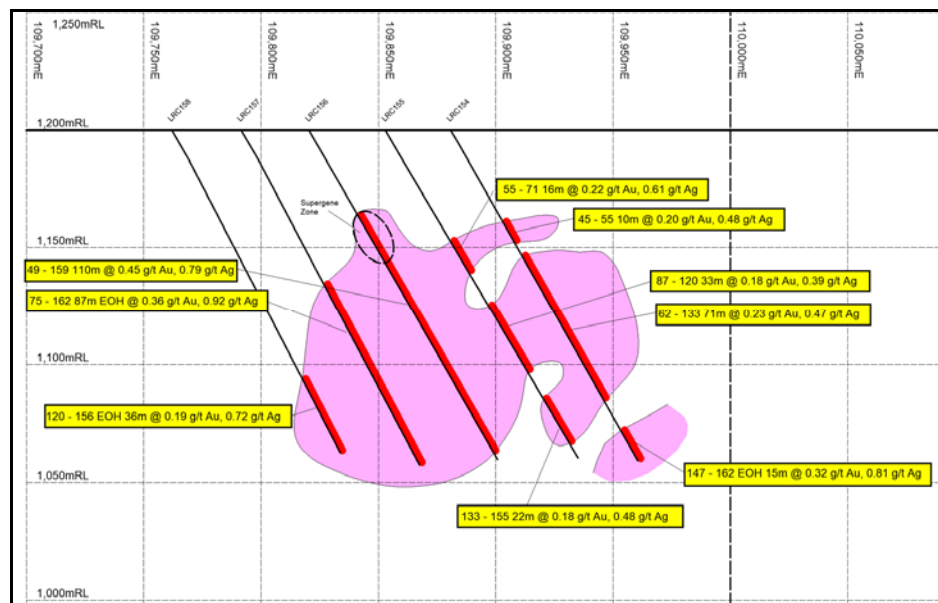 1,250mRL
109,700mE
109,750mE
109,800mE
109,850mE
109,900mE
109,950mE
110,000mE
110,050mE
LRC158
LRC157
LRC156
LRC155
LRC154
1,200mRL
55 - 71 16m @ 0.22 g/t Au, 0.61 g/t Ag
Supergene
Zone
45 - 55 10m @ 0.20 g/t Au, 0.48 g/t Ag
1,150mRL
49 - 159 110m @ 0.45 g/t Au, 0.79 g/t Ag
87 - 120 33m @ 0.18 g/t Au, 0.39 g/t Ag
75 - 162 87m EOH @ 0.36 g/t Au, 0.92 g/t Ag
62 - 133 71m @ 0.23 g/t Au, 0.47 g/t Ag
1,100mRL
120 - 156 EOH 36m @ 0.19 g/t Au, 0.72 g/t Ag
147 - 162 EOH 15m @ 0.32 g/t Au, 0.81 g/t Ag
1,050mRL
133 - 155 22m @ 0.18 g/t Au, 0.48 g/t Ag
1,000mRL